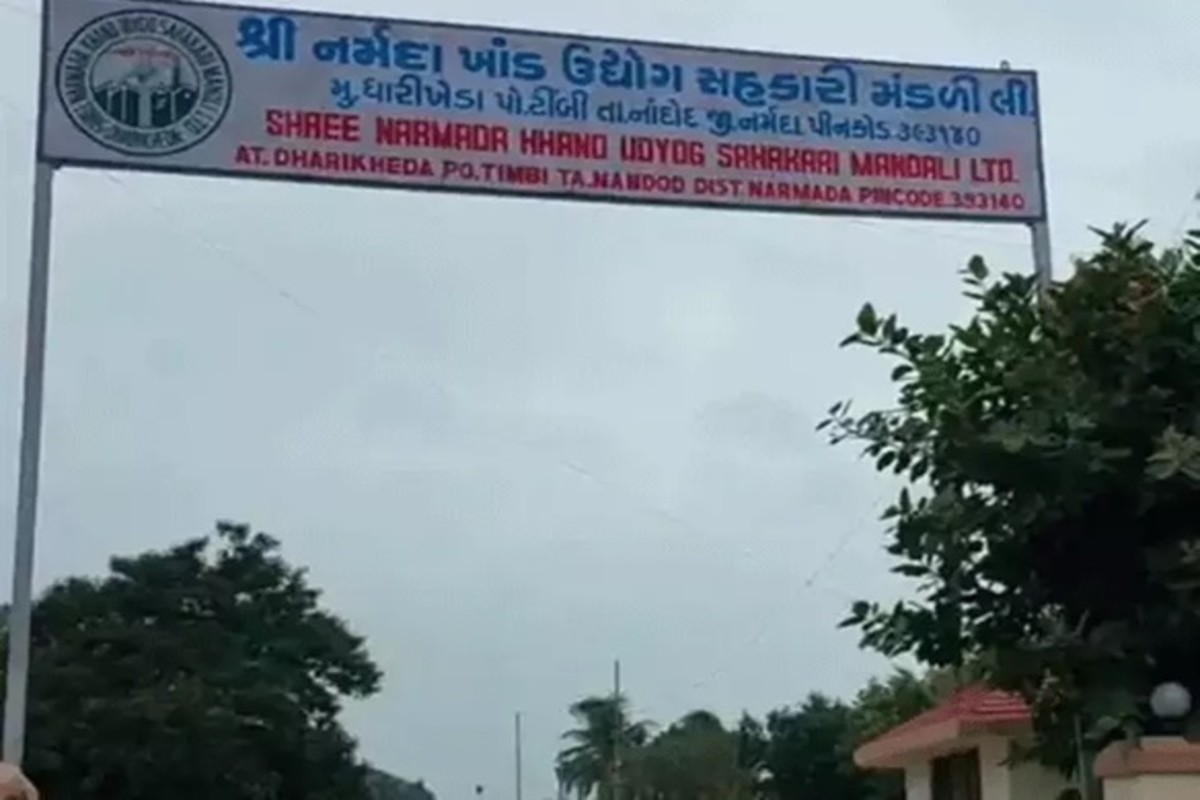 શ્રી નર્મદા ખાંડ ઉદ્યોગ સહકારી મંડળી લી.
મુ.ધારીખેડા પો.ટીંબી તા.નાંદોદ જી.નર્મદા પીનકોડ.૩૯૩૧૪૦
SHREE NARMADA KHAND UDYOG SAHAKARI MANDALI LTD.
AT. DHARIKHEDA PO.TIMBI TA.NANDOD DIST.NARMADA PINCODE.393140